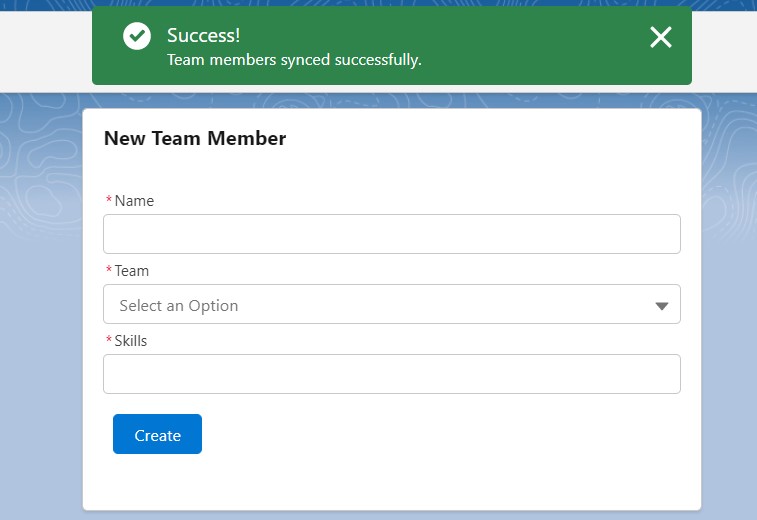 Success!
Team members synced successfully.
New Team Member
*Name
*Team
Select an Option
*Skills
Create